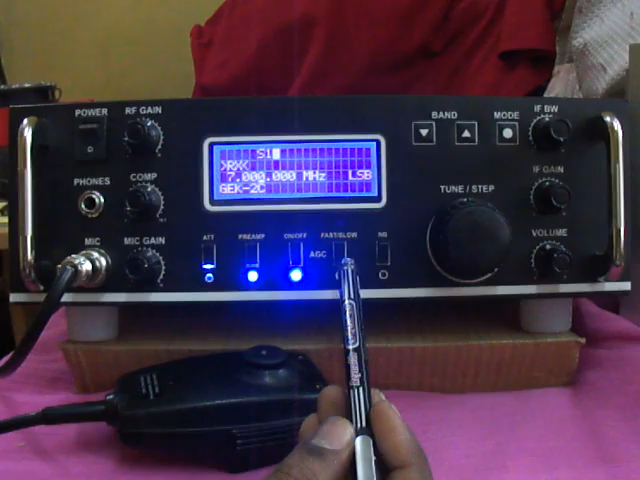 POWER
RF GAIN
BAND
MODE
IF BW
S1
>RX<
7.000.000 MHz LSB
GEK-2C
PHONES
COMP
TUNE / STEP
IF GAIN
MIC
MIC GAIN
ATT
PREAMP
ON/OFF
AGC
FAST/SLOW
NB
VOLUME